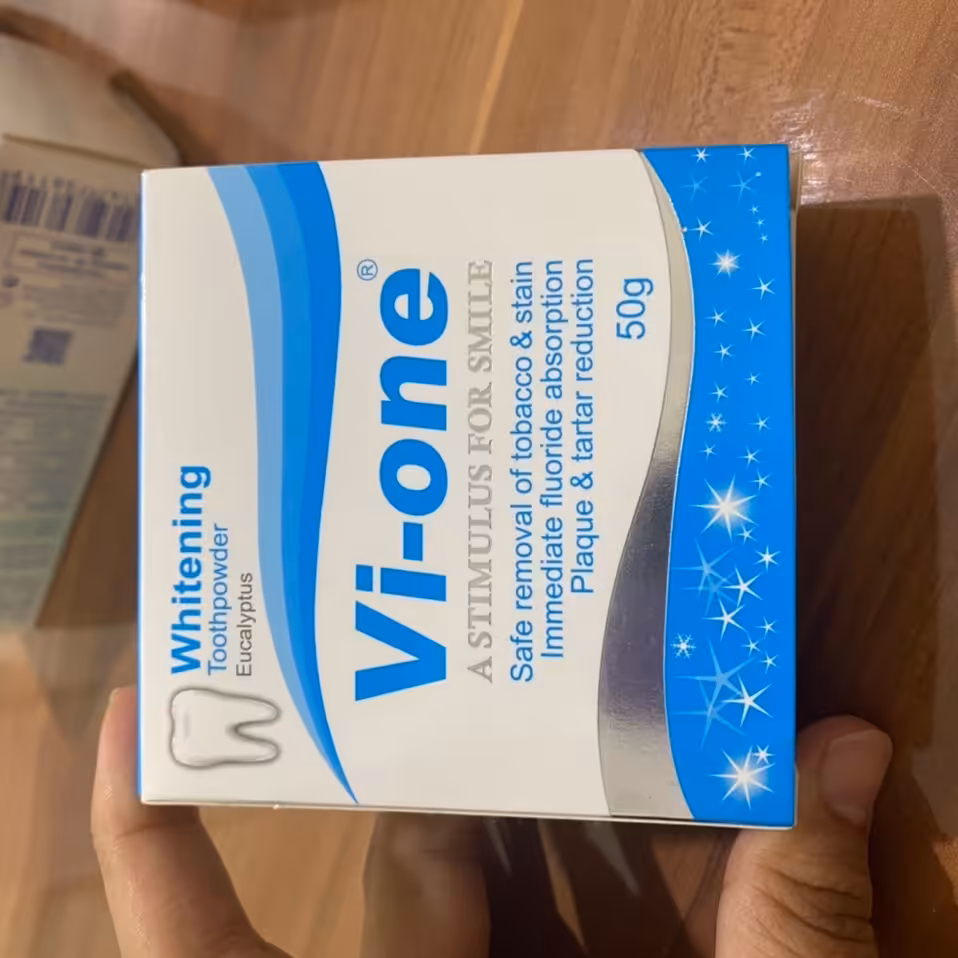 Whitening
Toothpowder
Eucalyptus
Vi-one®
A STIMULUS FOR SMILE
Safe removal of tobacco & stain
Immediate fluoride absorption
Plaque & tartar reduction
50g